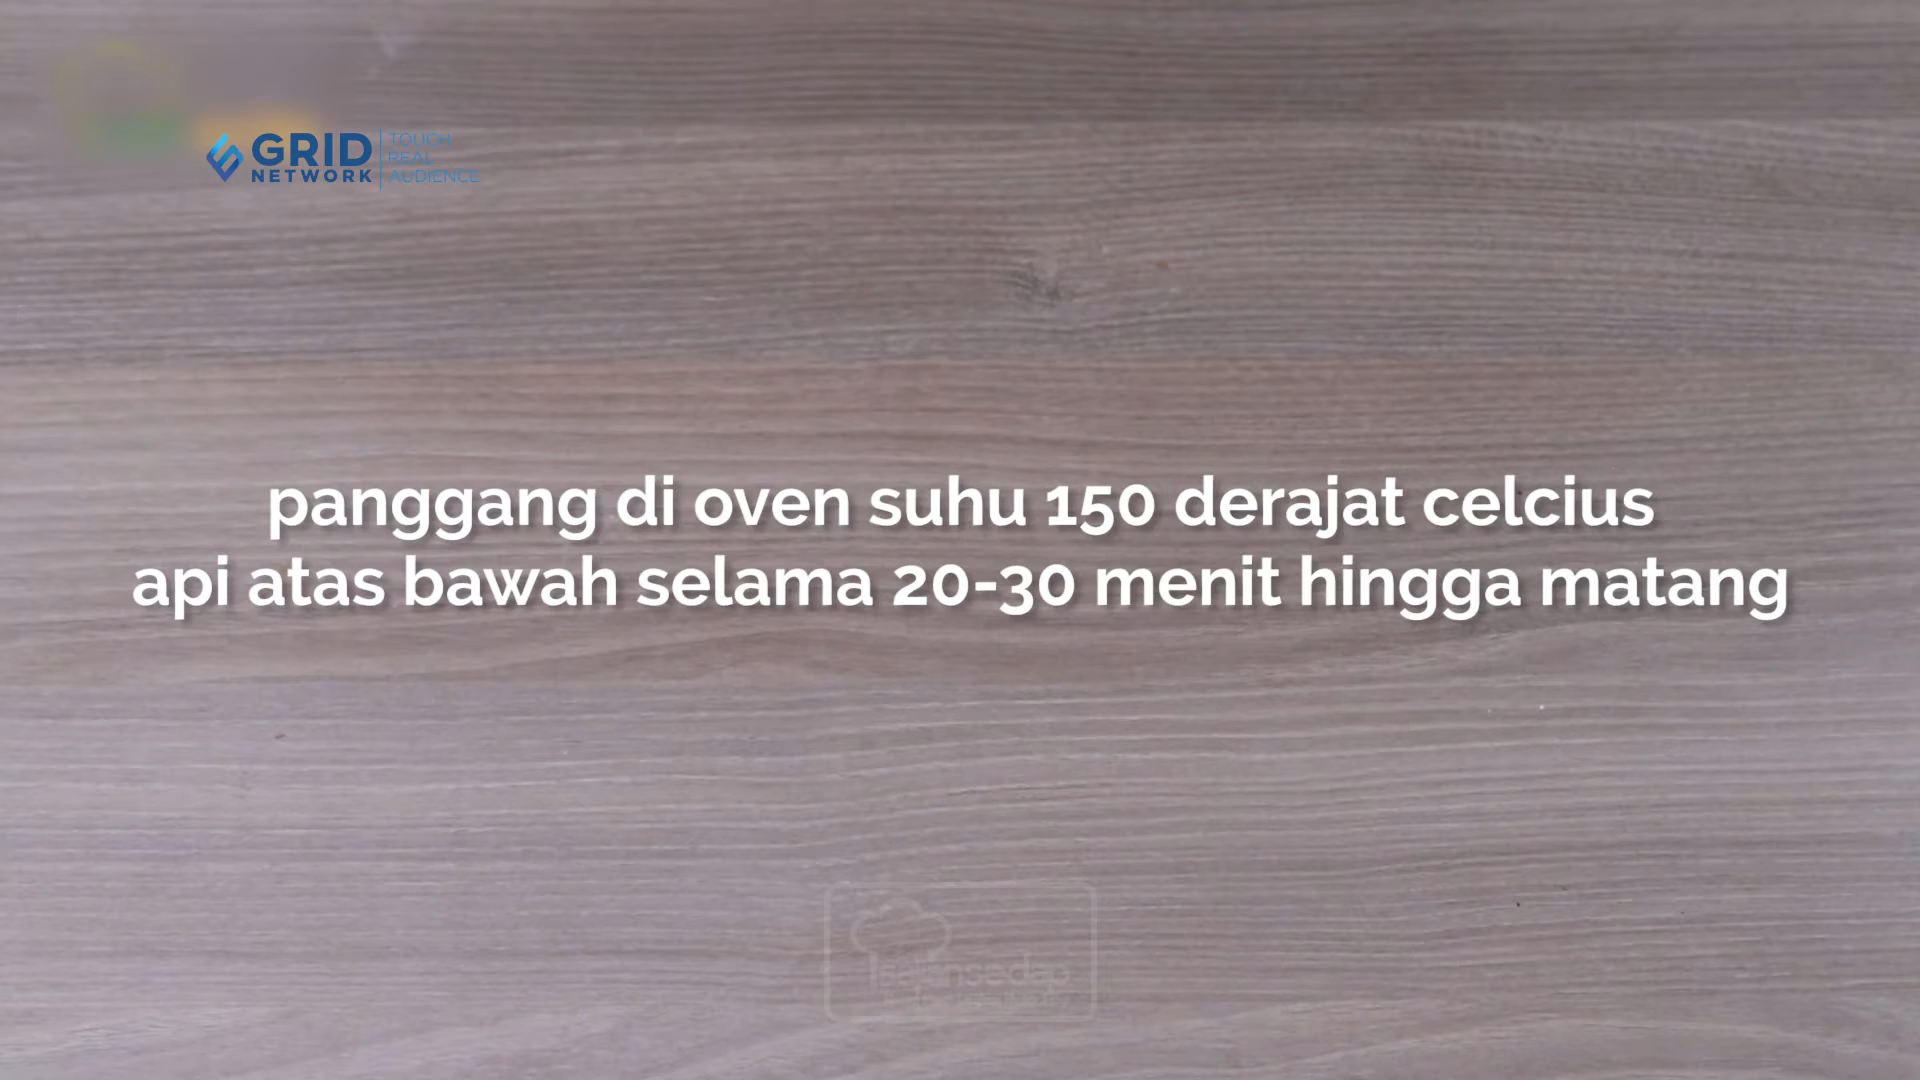 GRID
NETWORK
TOUCH
REAL
AUDIENCE
panggang di oven suhu 150 derajat celcius
api atas bawah selama 20-30 menit hingga matang
sajiansedap